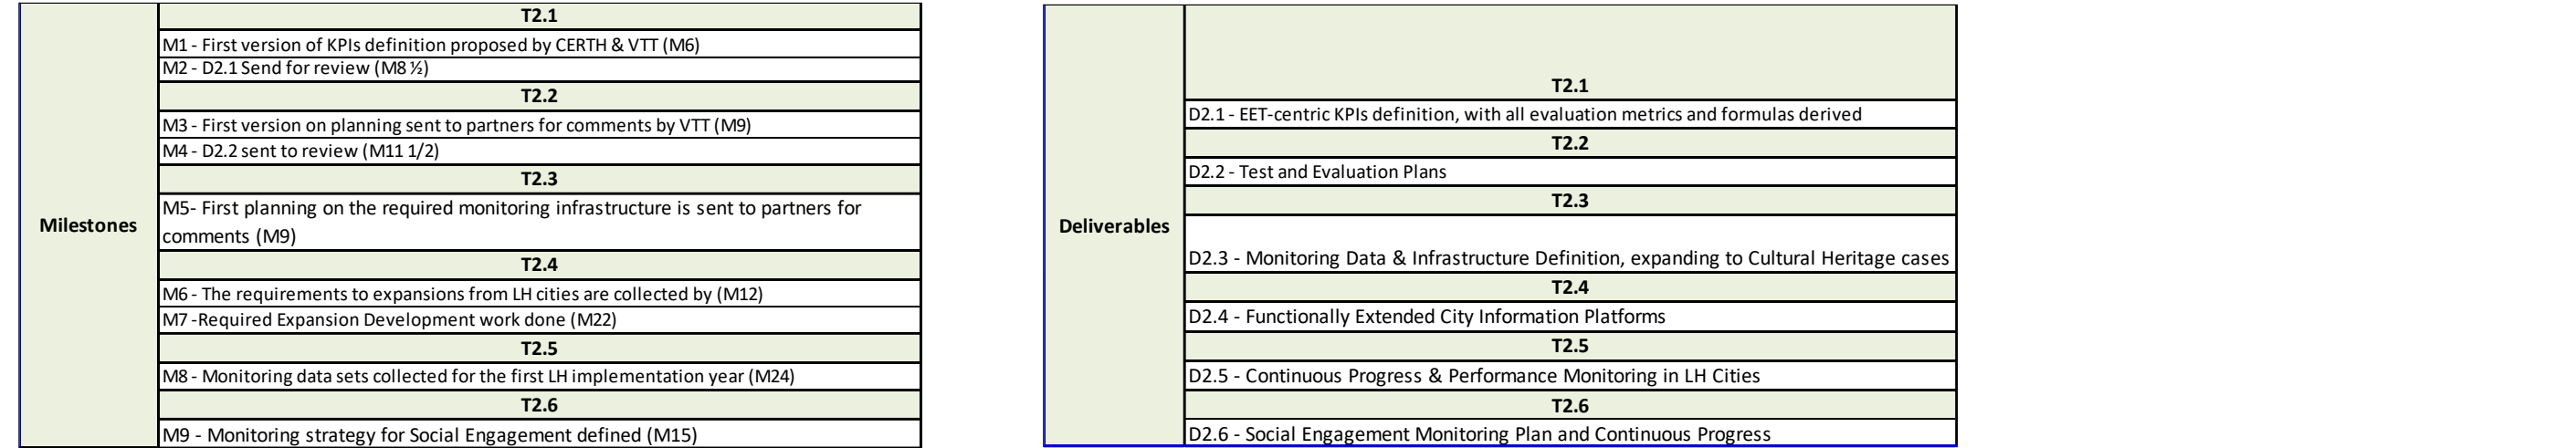 Milestones
T2.1
M1 - First version of KPIs definition proposed by CERTH & VTT (M6)
M2 - D2.1 Send for review (M8 ½)
T2.2
M3 - First version on planning sent to partners for comments by VTT (M9)
M4 - D2.2 sent to review (M11 1/2)
T2.3
M5- First planning on the required monitoring infrastructure is sent to partners for
comments (M9)
T2.4
M6 - The requirements to expansions from LH cities are collected by (M12)
M7 -Required Expansion Development work done (M22)
T2.5
M8 - Monitoring data sets collected for the first LH implementation year (M24)
T2.6
M9 - Monitoring strategy for Social Engagement defined (M15)
Deliverables
T2.1
D2.1 - EET-centric KPIs definition, with all evaluation metrics and formulas derived
T2.2
D2.2 - Test and Evaluation Plans
T2.3
D2.3 - Monitoring Data & Infrastructure Definition, expanding to Cultural Heritage cases
T2.4
D2.4 - Functionally Extended City Information Platforms
T2.5
D2.5 - Continuous Progress & Performance Monitoring in LH Cities
T2.6
D2.6 - Social Engagement Monitoring Plan and Continuous Progress